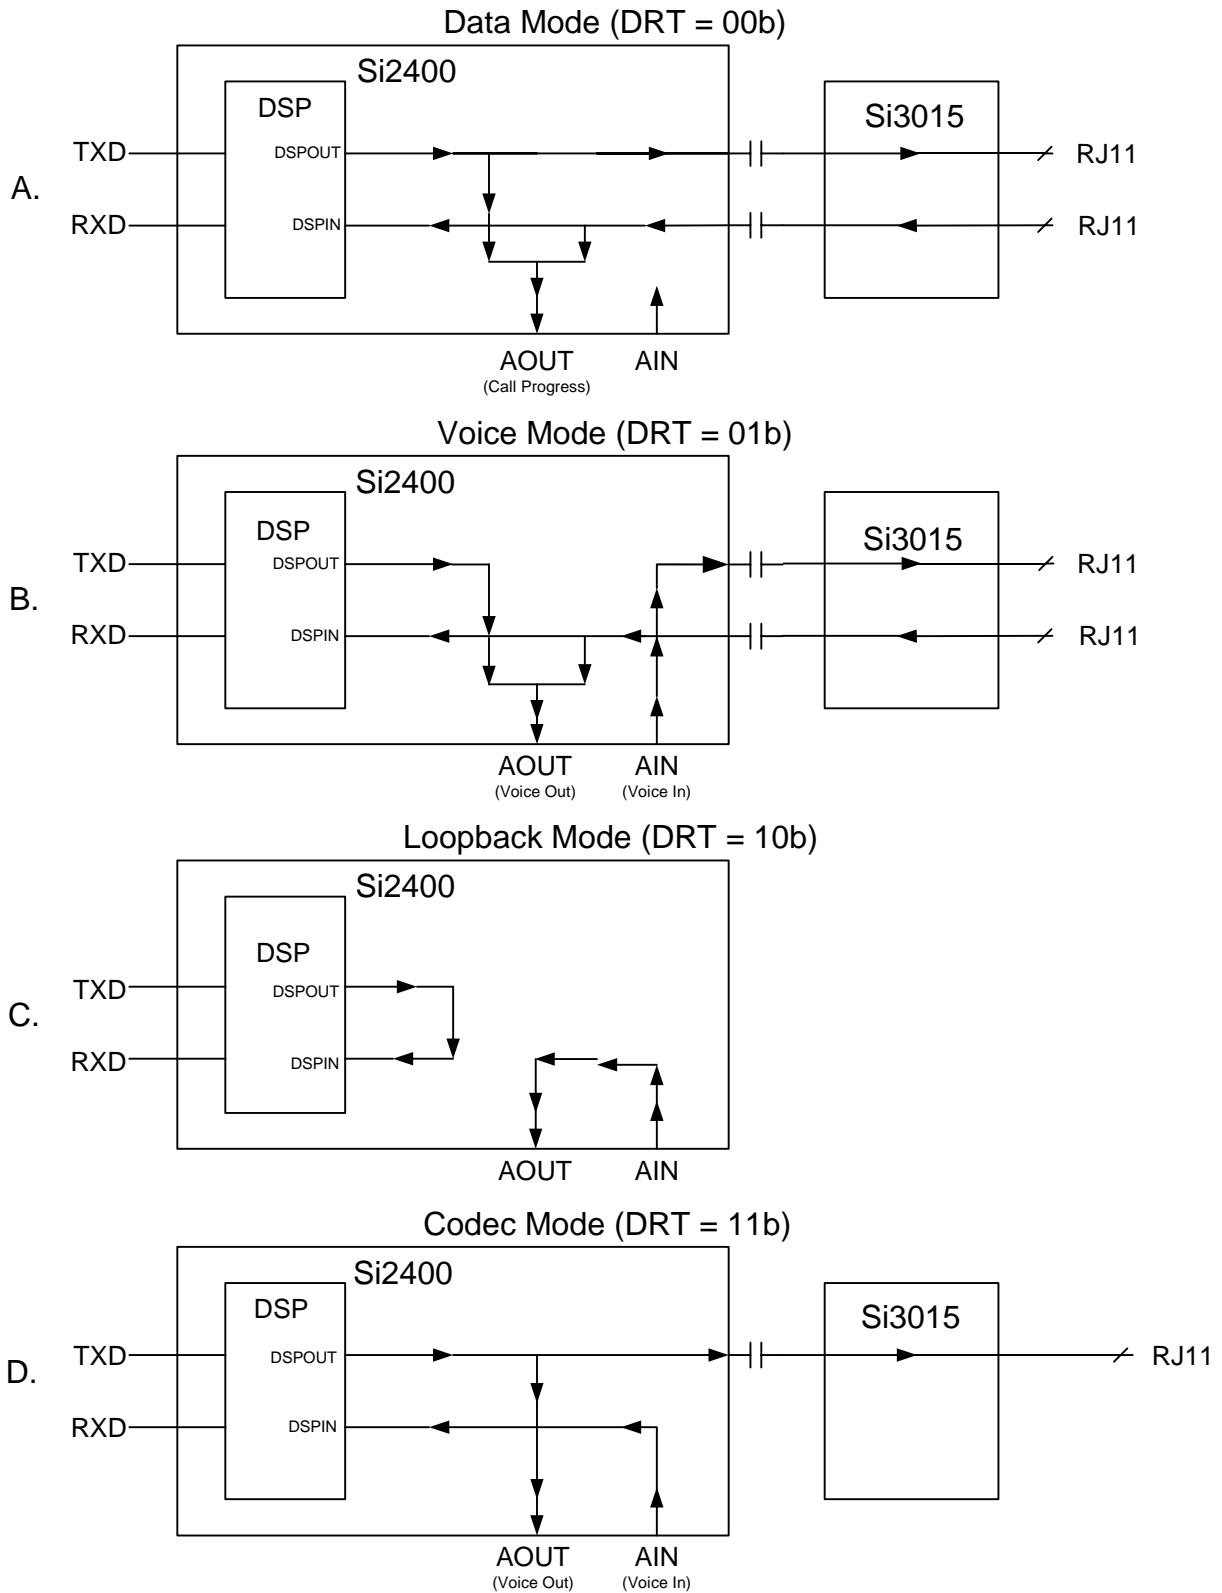 Data Mode (DRT = 00b)
Si2400
DSP
Si3015
TXD
DSPOUT
RJ11
A.
RXD
DSPIN
RJ11
AOUT
(Call Progress)
AIN
Voice Mode (DRT = 01b)
Si2400
DSP
Si3015
TXD
DSPOUT
RJ11
B.
RXD
DSPIN
RJ11
AOUT
(Voice Out)
AIN
(Voice In)
Loopback Mode (DRT = 10b)
Si2400
DSP
TXD
DSPOUT
C.
RXD
DSPIN
AOUT
AIN
Codec Mode (DRT = 11b)
Si2400
DSP
Si3015
TXD
DSPOUT
RJ11
D.
RXD
DSPIN
AOUT
(Voice Out)
AIN
(Voice In)